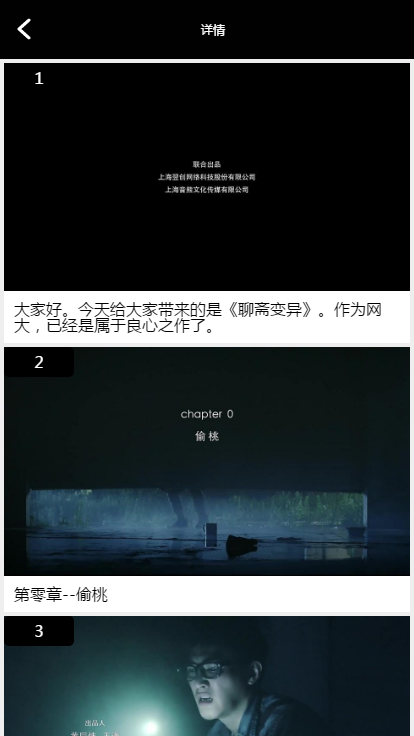 详情
1
联合出品
上海翌创网络科技股份有限公司
上海音熊文化传媒有限公司
大家好。今天给大家带来的是《聊斋变异》。作为网
大，已经是属于良心之作了。
2
chapter 0
偷桃
第零章--偷桃
3
出品人